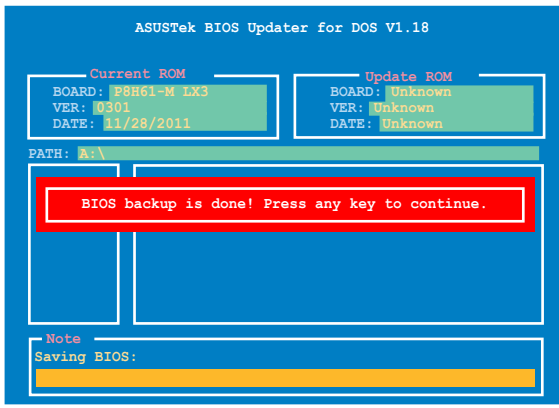 ASUSTek BIOS Updater for DOS V1.18
Current ROM
BOARD: P8H61-M LX3
VER: 0301
DATE: 11/28/2011
Update ROM
BOARD: Unknown
VER: Unknown
DATE: Unknown
PATH: A:\
BIOS backup is done! Press any key to continue.
Note
Saving BIOS: